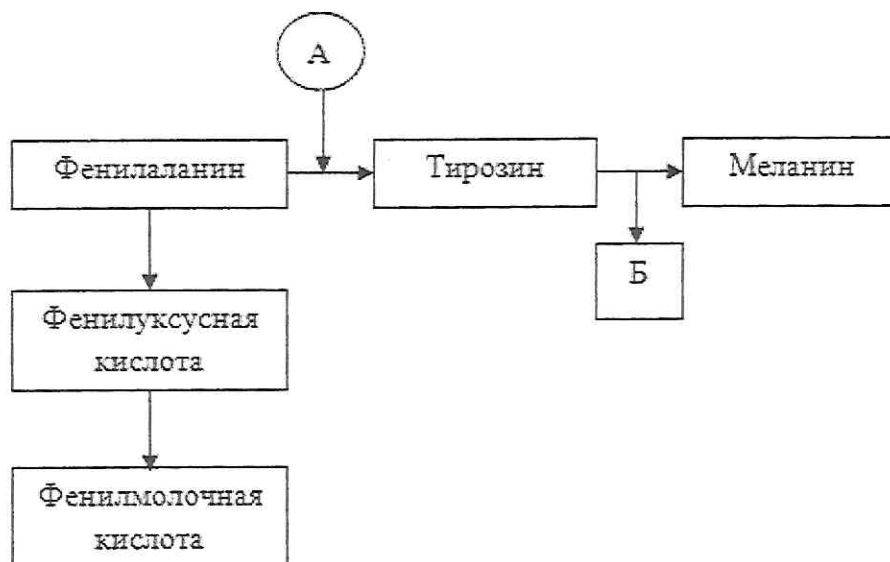 А
Фенилаланин
Тирозин
Меланин
Б
Фенилуксусная
кислота
Фенилмолочная
кислота